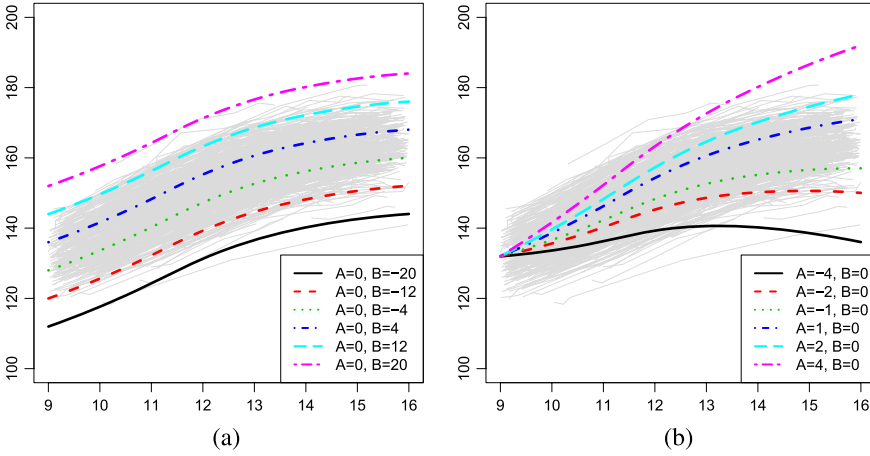 200
180
160
140
120
100
A=0, B=−20
A=0, B=−12
A=0, B=−4
A=0, B=4
A=0, B=12
A=0, B=20
9 10 11 12 13 14 15 16
(a)
200
180
160
140
120
100
A=−4, B=0
A=−2, B=0
A=−1, B=0
A=1, B=0
A=2, B=0
A=4, B=0
9 10 11 12 13 14 15 16
(b)